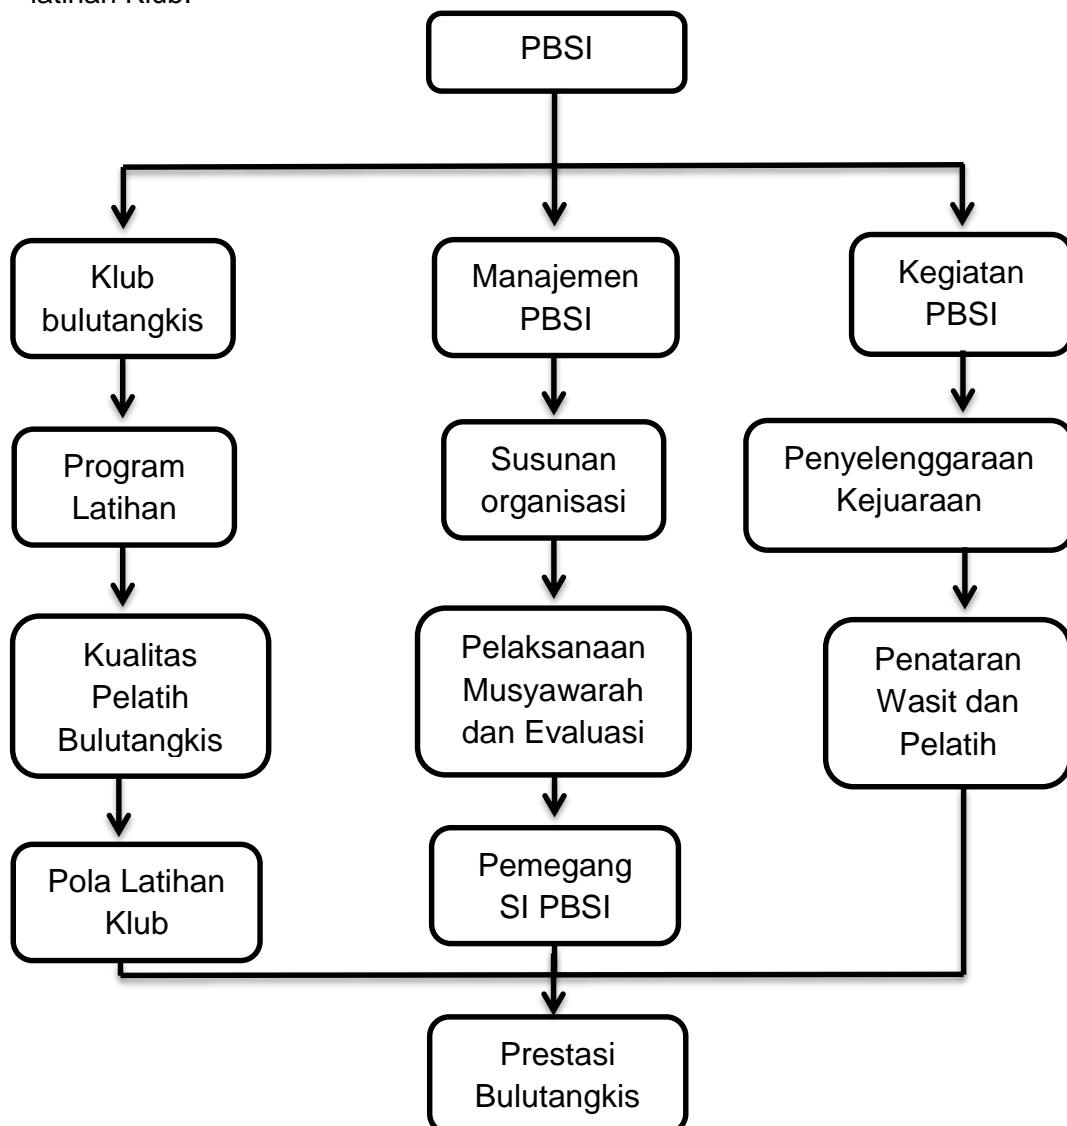 latihan Klub.
PBSI
Klub
bulutangkis
Manajemen
PBSI
Kegiatan
PBSI
Program
Latihan
Susunan
organisasi
Penyelenggaraan
Kejuaraan
Kualitas
Pelatih
Bulutangkis
Pelaksanaan
Musyawarah
dan Evaluasi
Penataran
Wasit dan
Pelatih
Pola Latihan
Klub
Pemegang
SI PBSI
Prestasi
Bulutangkis